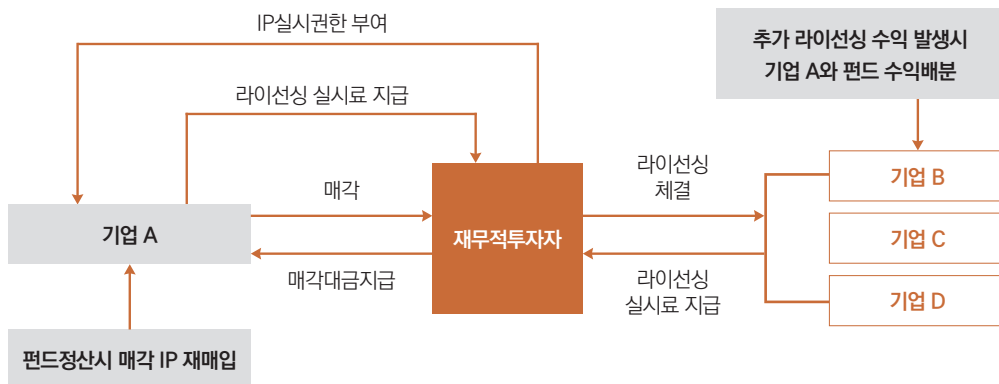 IP실시권한 부여
추가 라이선싱 수익 발생시
기업 A와 펀드 수익배분
라이선싱 실시료 지급
라이선싱
체결
매각
기업 B
기업 A
재무적투자자
기업 C
매각대금지급
라이선싱
실시료 지급
기업 D
펀드정산시 매각 IP 재매입